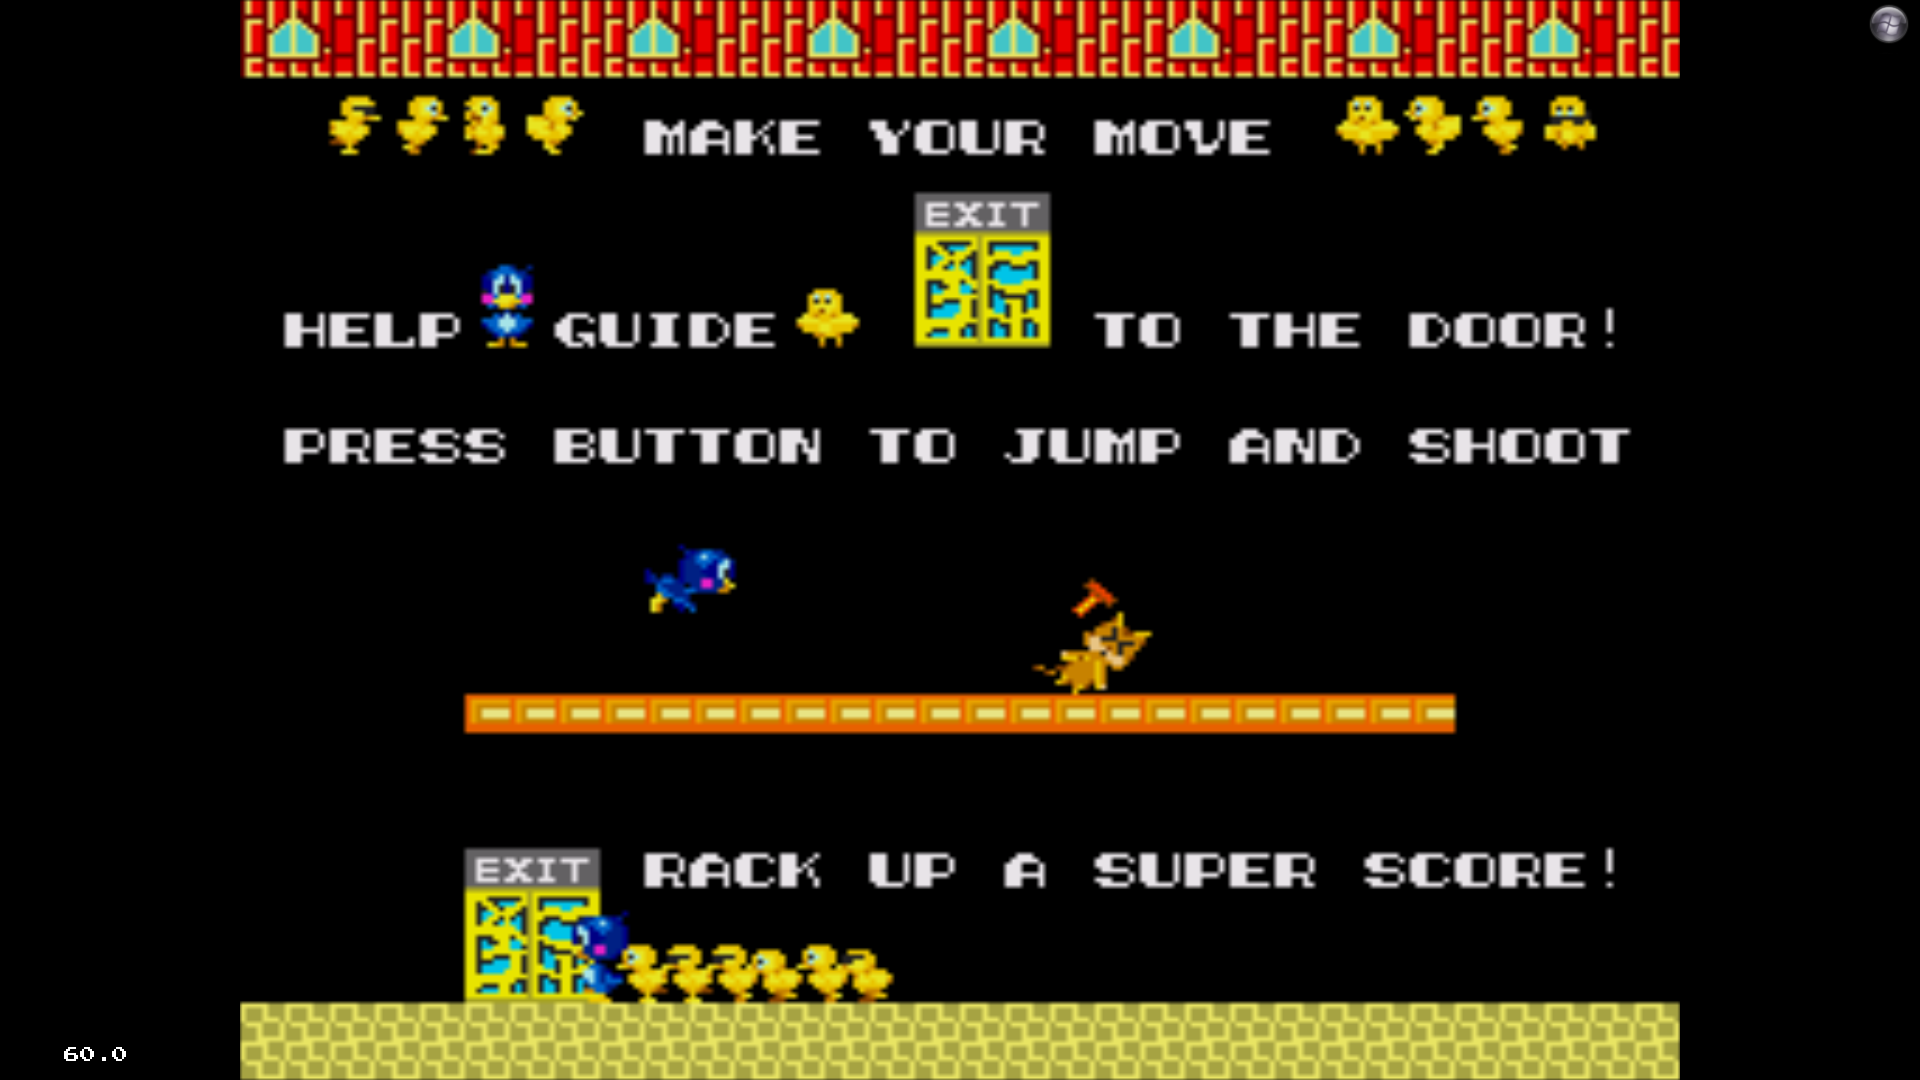 MAKE YOUR MOVE
EXIT
HELP GUIDE TO THE DOOR!
PRESS BUTTON TO JUMP AND SHOOT
EXIT
RACK UP A SUPER SCORE!
60.0